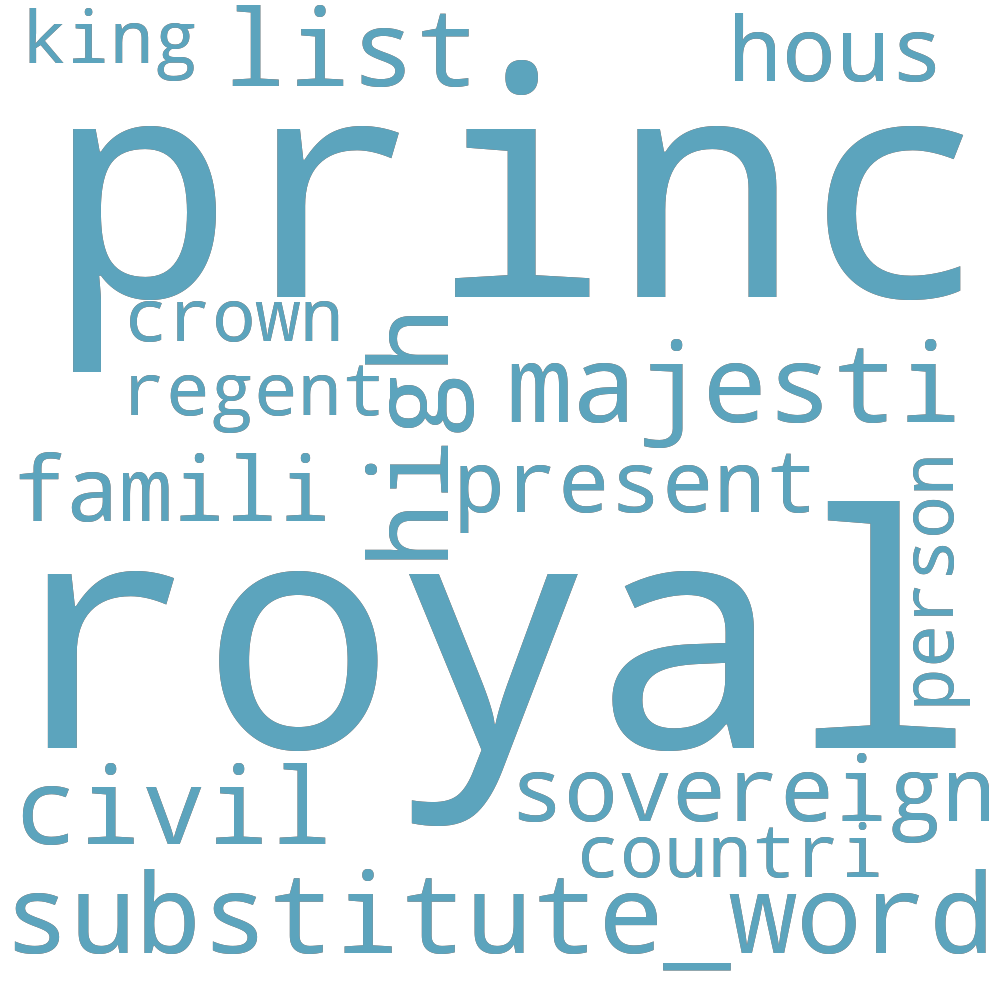 king
list
hous
princ
crown
high
majesti
regent
famili
present
person
royal
civil
sovereign
countri
substitute_word